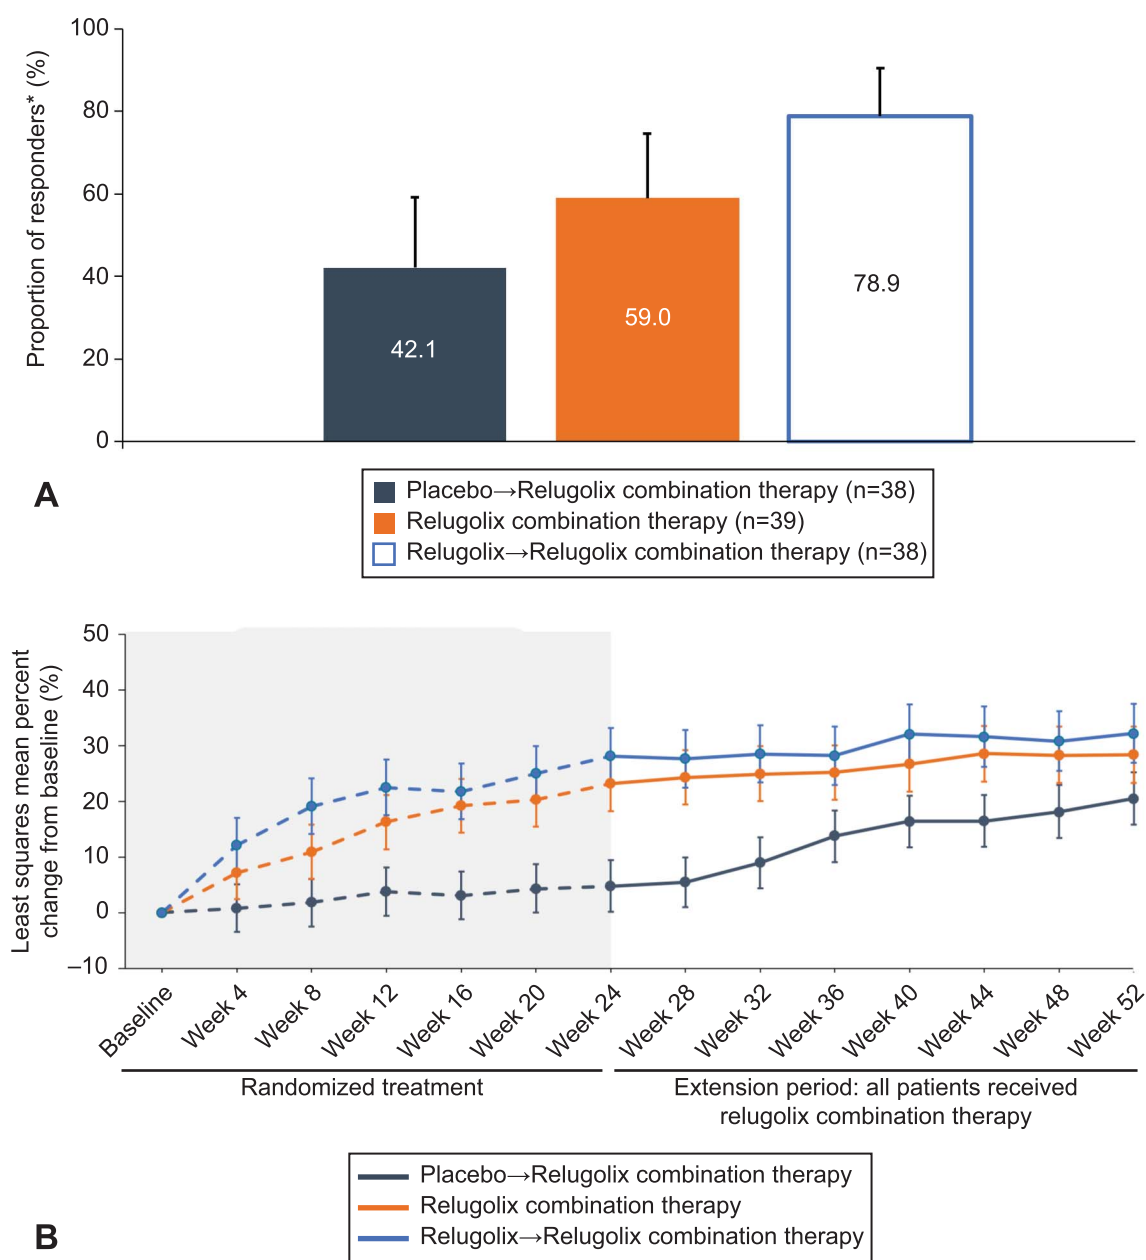 Proportion of responders* (%)
100
80
60
40
20
0
42.1
59.0
78.9
A
Placebo→Relugolix combination therapy (n=38)
Relugolix combination therapy (n=39)
Relugolix→Relugolix combination therapy (n=38)
Least squares mean percent
change from baseline (%)
50
40
30
20
10
0
–10
Baseline
Week 4
Week 8
Week 12
Week 16
Week 20
Week 24
Week 28
Week 32
Week 36
Week 40
Week 44
Week 48
Week 52
Randomized treatment
Extension period: all patients received
relugolix combination therapy
B
Placebo→Relugolix combination therapy
Relugolix combination therapy
Relugolix→Relugolix combination therapy